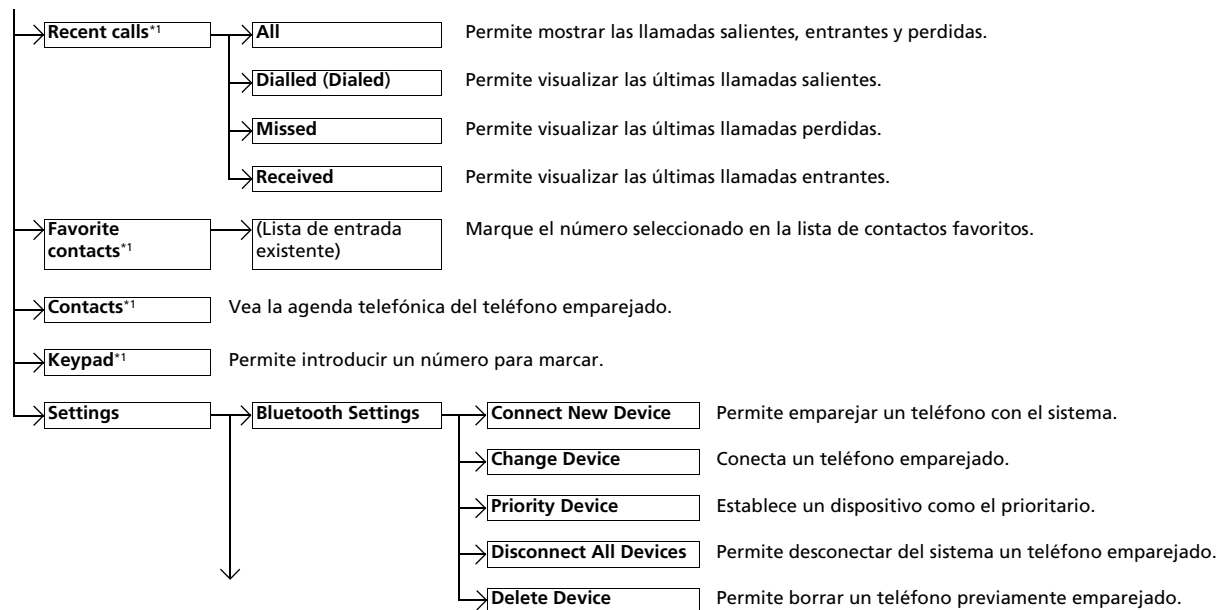 Recent calls*1
All
Permite mostrar las llamadas salientes, entrantes y perdidas.
Dialled (Dialed)
Permite visualizar las últimas llamadas salientes.
Missed
Permite visualizar las últimas llamadas perdidas.
Received
Permite visualizar las últimas llamadas entrantes.
Favorite
contacts*1
(Lista de entrada
existente)
Marque el número seleccionado en la lista de contactos favoritos.
Contacts*1
Vea la agenda telefónica del teléfono emparejado.
Keypad*1
Permite introducir un número para marcar.
Settings
Bluetooth Settings
Connect New Device
Permite emparejar un teléfono con el sistema.
Change Device
Conecta un teléfono emparejado.
Priority Device
Establece un dispositivo como el prioritario.
Disconnect All Devices
Permite desconectar del sistema un teléfono emparejado.
Delete Device
Permite borrar un teléfono previamente emparejado.